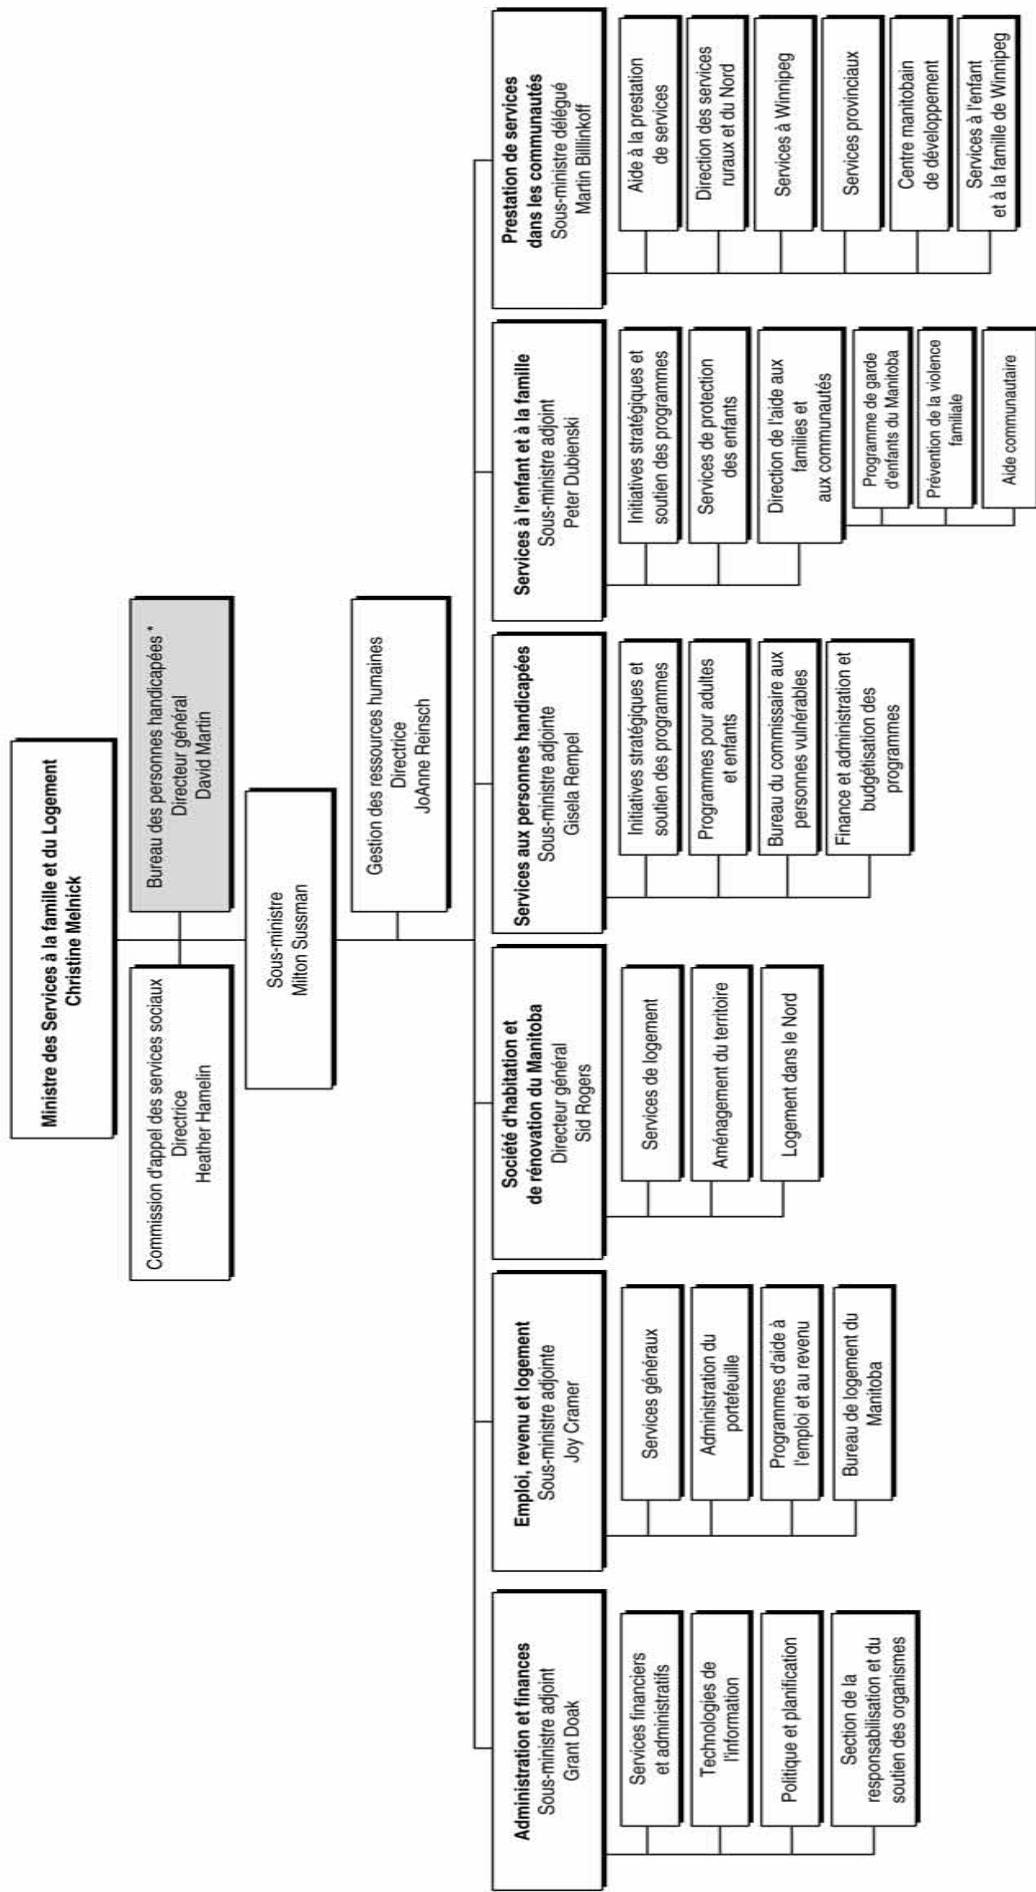 Ministre des Services à la famille et du Logement
Christine Melnick
Commission d'appel des services sociaux
Directrice
Heather Hamelin
Bureau des personnes handicapées *
Directeur général
David Martin
Sous-ministre
Milton Sussman
Gestion des ressources humaines
Directrice
JoAnne Reinsch
Administration et finances
Sous-ministre adjoint
Grant Doak
Services financiers
et administratifs
Technologies de
l'information
Politique et planification
Section de la
responsabilisation et du
soutien des organismes
Emploi, revenu et logement
Sous-ministre adjointe
Joy Cramer
Services généraux
Administration du
portefeuille
Programmes d'aide à
l'emploi et au revenu
Bureau de logement du
Manitoba
Société d'habitation et
de rénovation du Manitoba
Directeur général
Sid Rogers
Services de logement
Aménagement du territoire
Logement dans le Nord
Services aux personnes handicapées
Sous-ministre adjointe
Gisela Rempel
Initiatives stratégiques et
soutien des programmes
Programmes pour adultes
et enfants
Bureau du commissaire aux
personnes vulnérables
Finance et administration et
budgétisation des
programmes
Services à l'enfant et à la famille
Sous-ministre adjoint
Peter Dubienski
Initiatives stratégiques et
soutien des programmes
Services de protection
des enfants
Direction de l'aide aux
familles et
aux communautés
Programme de garde
d'enfants du Manitoba
Prévention de la violence
familiale
Aide communautaire
Prestation de services
dans les communautés
Sous-ministre délégué
Martin Billlinkoff
Aide à la prestation
de services
Direction des services
ruraux et du Nord
Services à Winnipeg
Services provinciaux
Centre manitobain
de développement
Services à l'enfant
et à la famille de Winnipeg